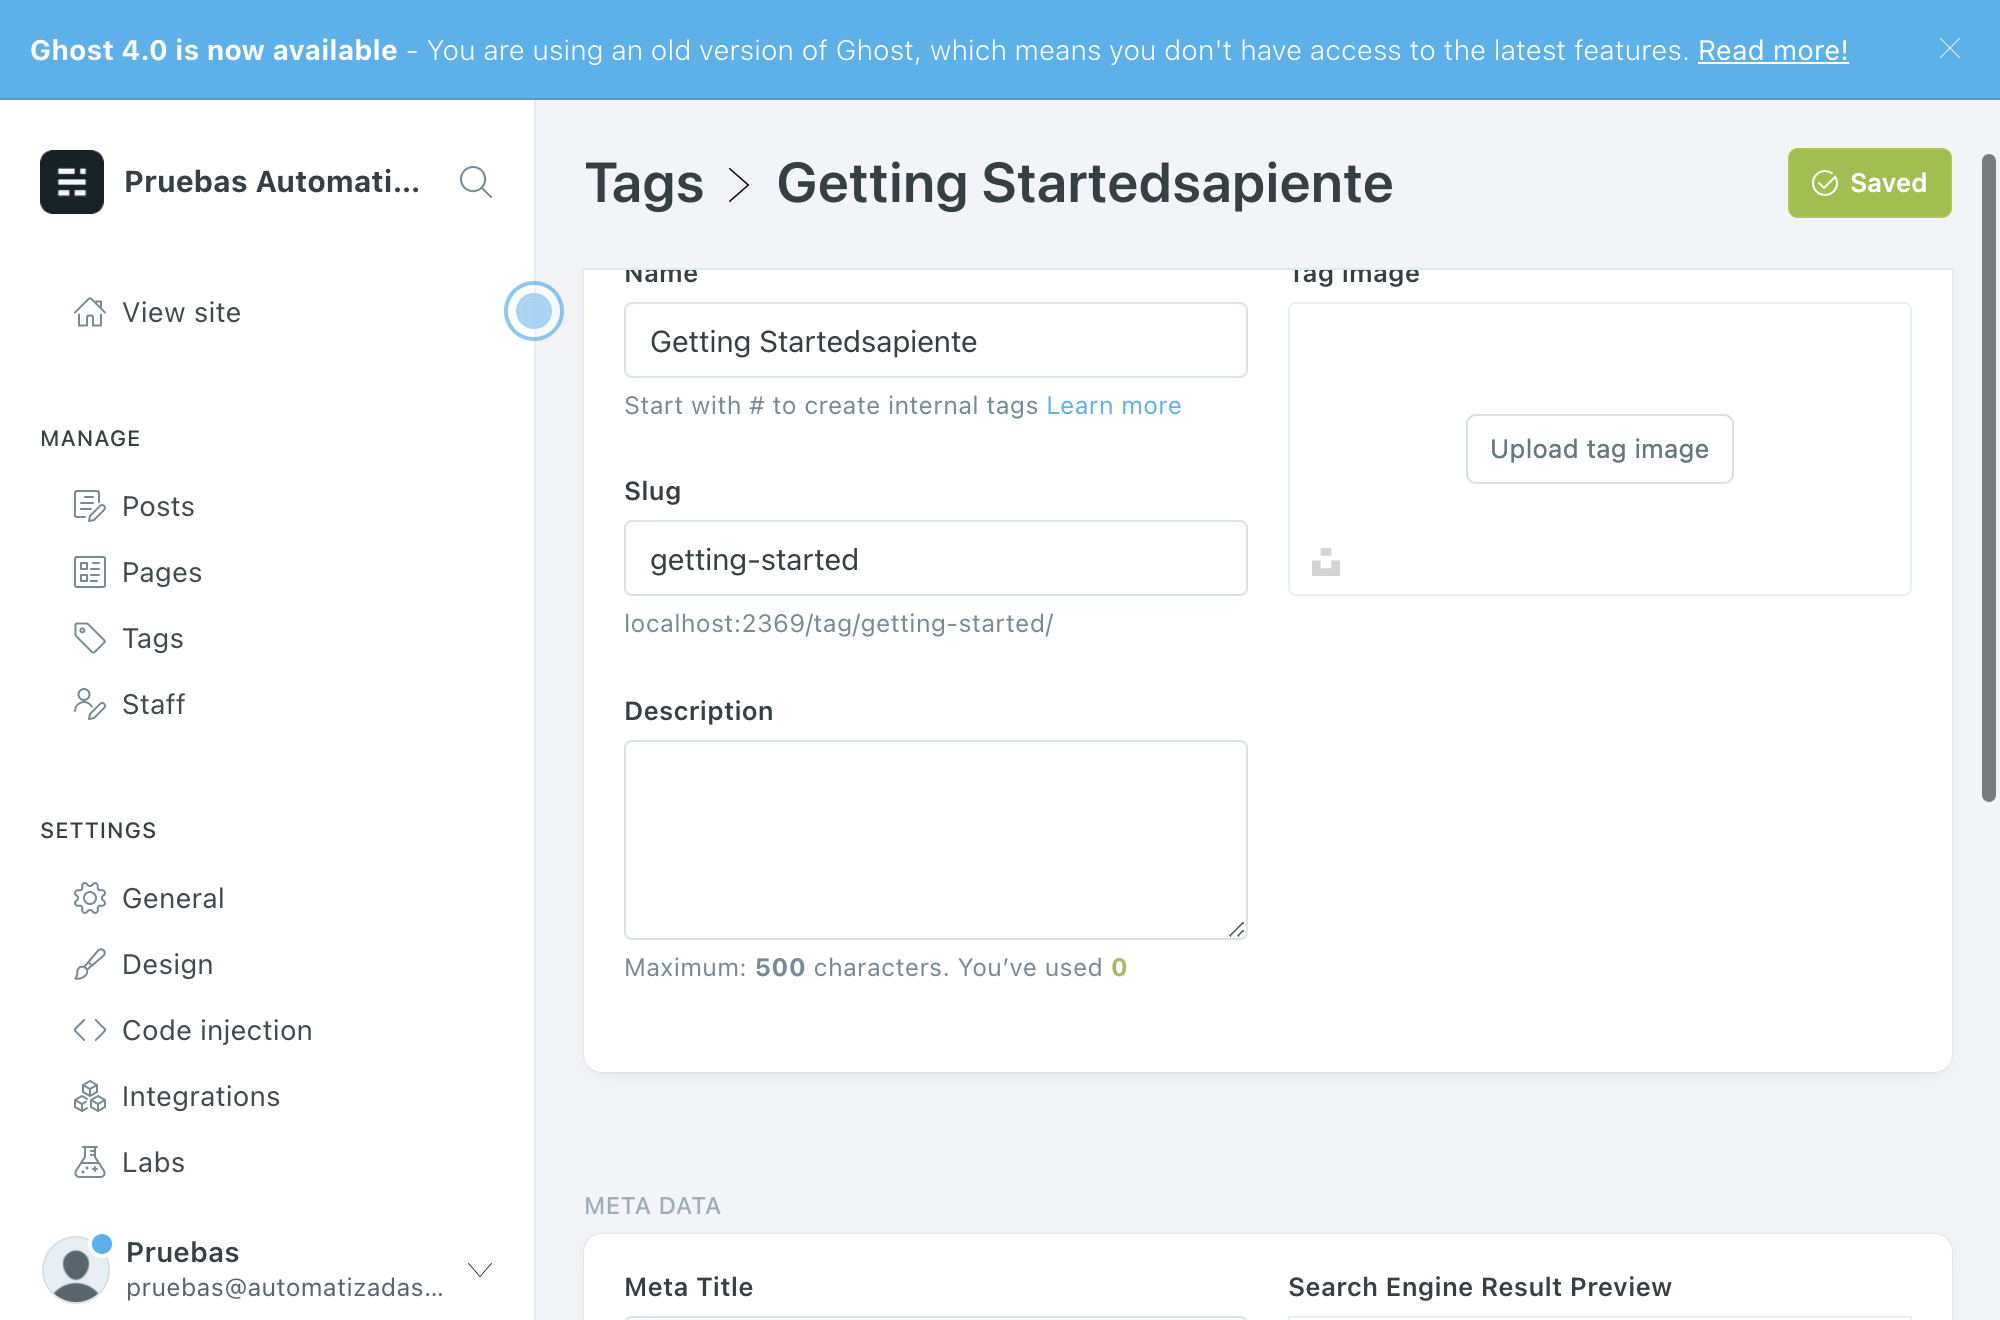 Ghost 4.0 is now available - You are using an old version of Ghost, which means you don't have access to the latest features. Read more!
Pruebas Automati...
View site
MANAGE
Posts
Pages
Tags
Staff
SETTINGS
General
Design
Code injection
Integrations
Labs
Pruebas
pruebas@automatizadas...
Tags > Getting Startedsapiente
Saved
Name
Getting Startedsapiente
Start with # to create internal tags Learn more
Slug
getting-started
localhost:2369/tag/getting-started/
Description
Maximum: 500 characters. You’ve used 0
Tag image
Upload tag image
META DATA
Meta Title
Search Engine Result Preview